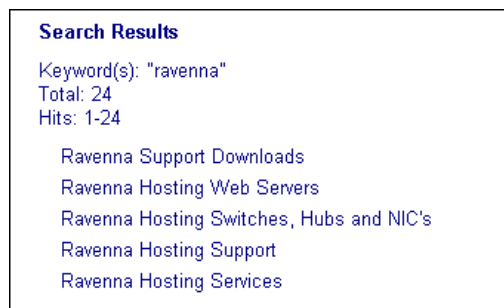 Search Results
Keyword(s): "ravenna"
Total: 24
Hits: 1-24
Ravenna Support Downloads
Ravenna Hosting Web Servers
Ravenna Hosting Switches, Hubs and NIC's
Ravenna Hosting Support
Ravenna Hosting Services